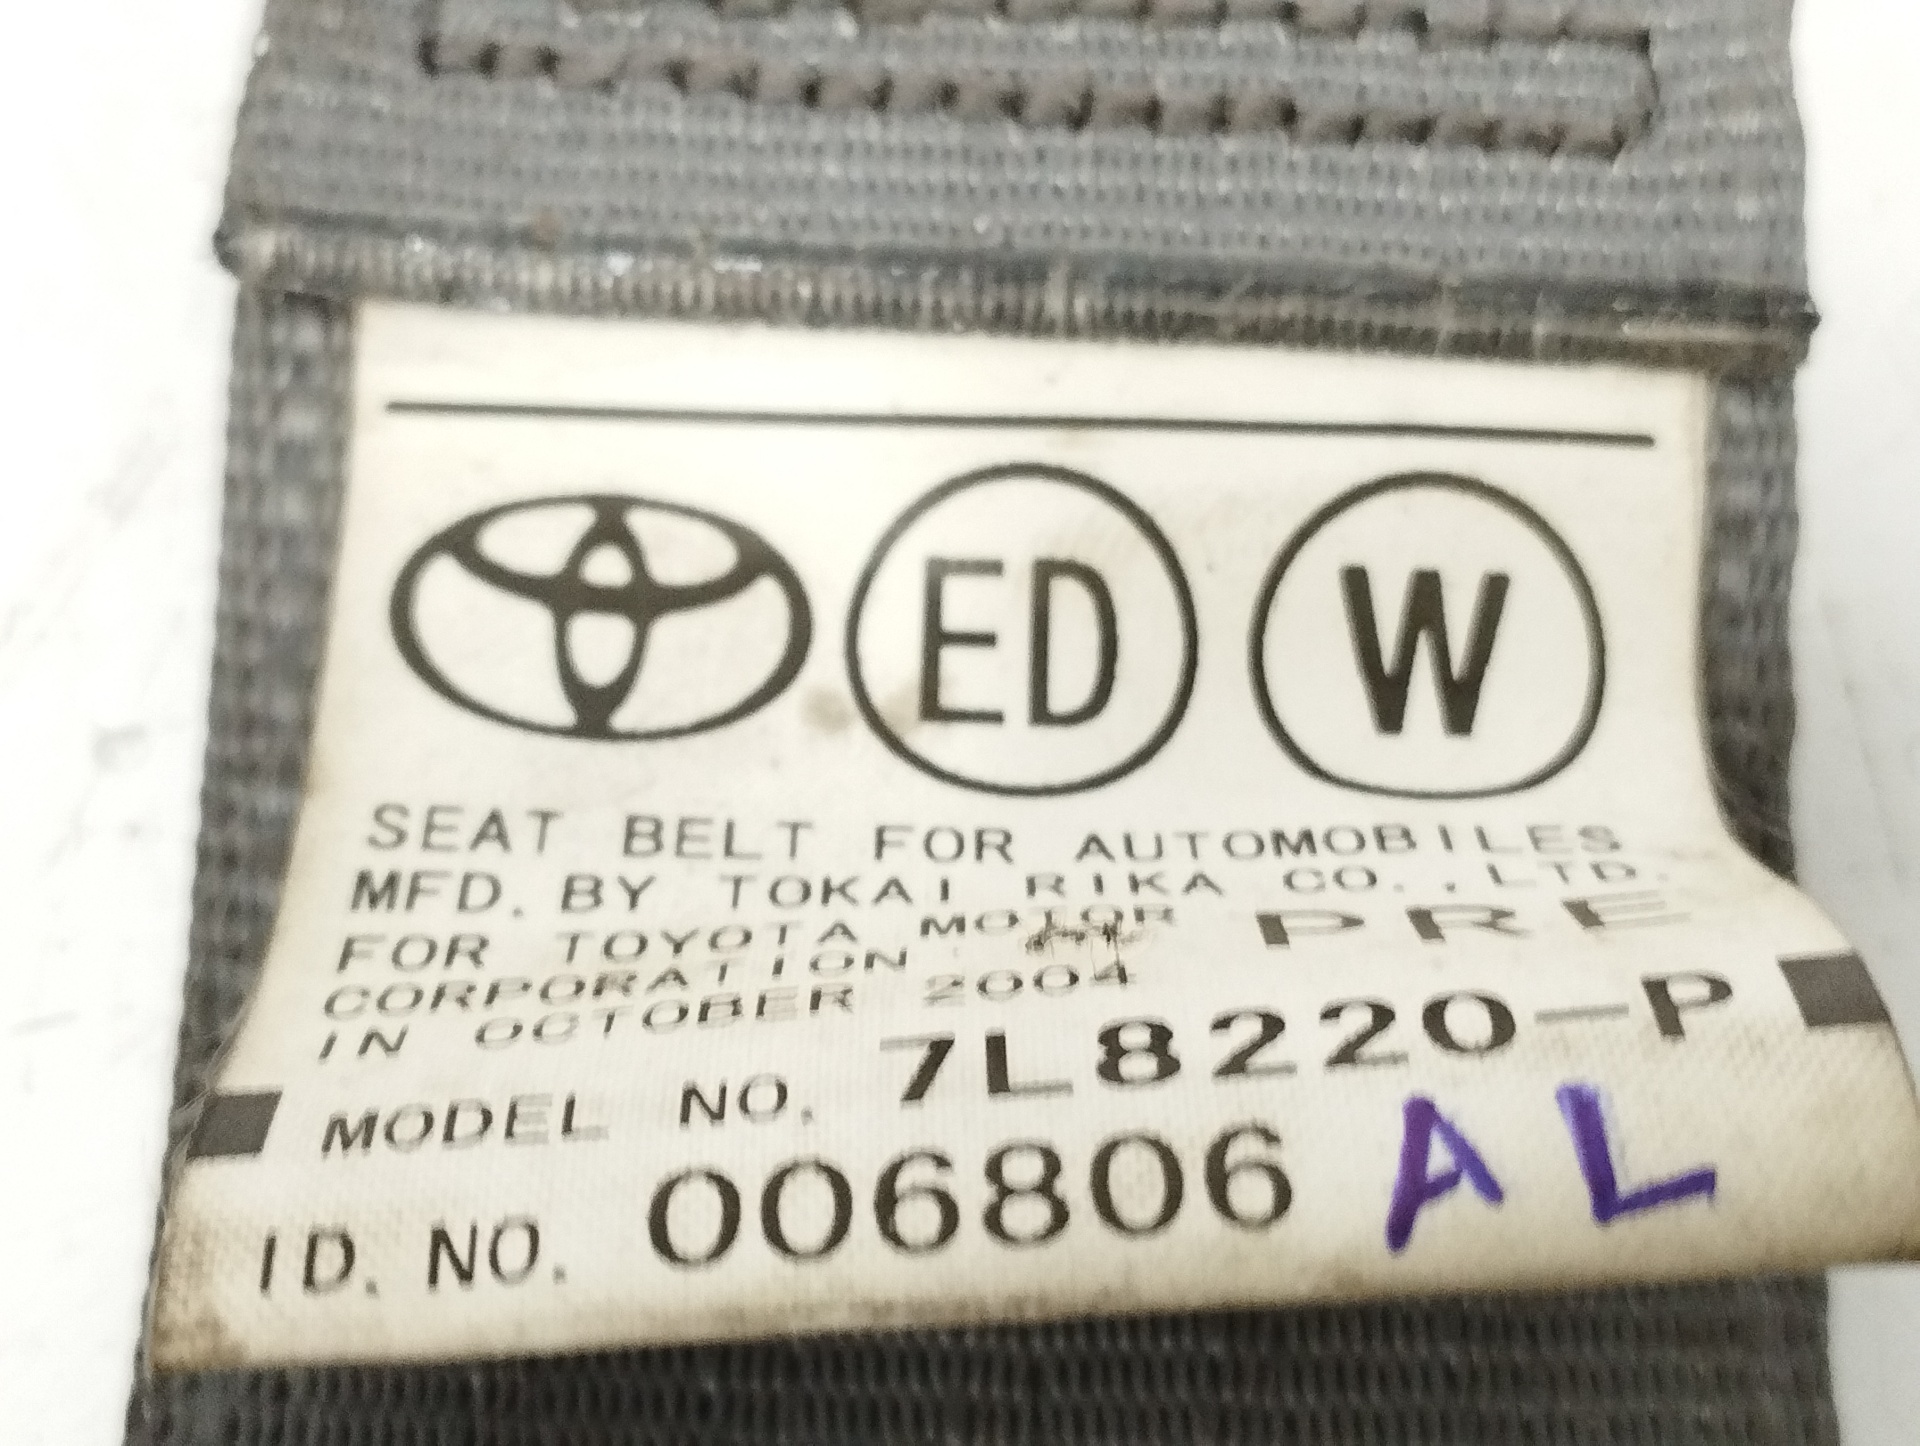 ED W
SEAT BELT FOR AUTOMOBILES
MFD. BY TOKAI RIKA CO., LTD.
FOR TOYOTA MOTOR PRE
CORPORATION
IN OCTOBER 2004
MODEL NO. 7L8220-P
ID. NO. 006806 AL